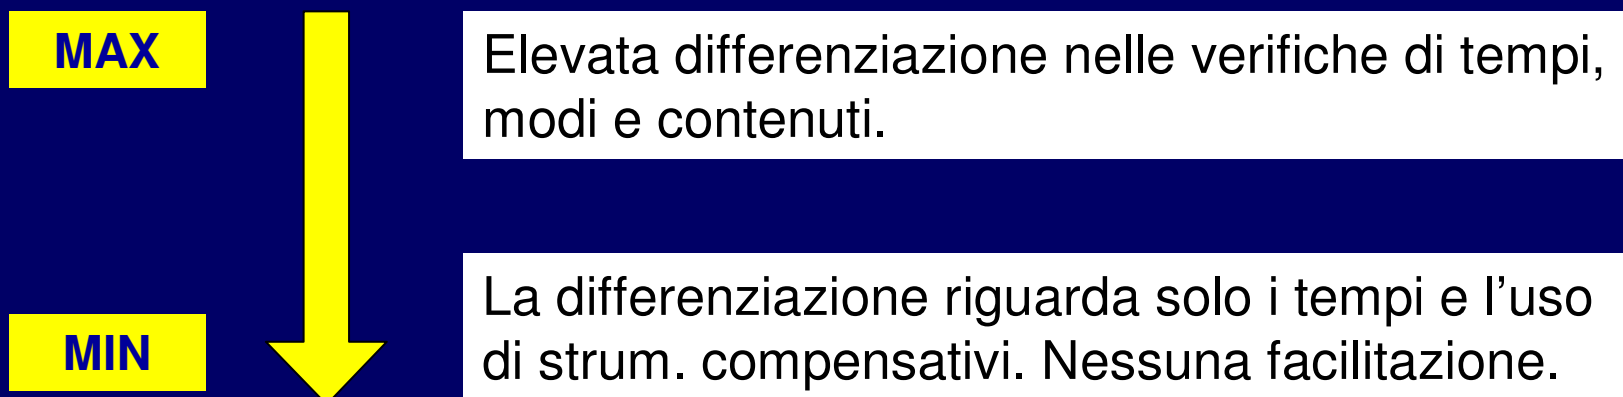 MAX
Elevata differenziazione nelle verifiche di tempi,
modi e contenuti.
La differenziazione riguarda solo i tempi e l’uso
di strum. compensativi. Nessuna facilitazione.
MIN